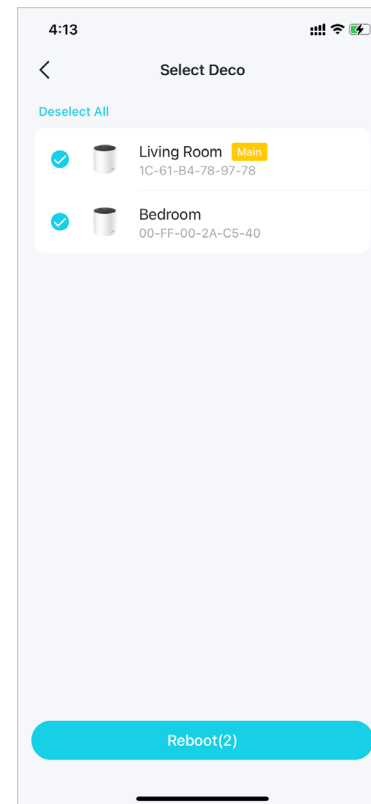 4:13
Select Deco
Deselect All
Living Room Main
1C-61-B4-78-97-78
Bedroom
00-FF-00-2A-C5-40
Reboot(2)